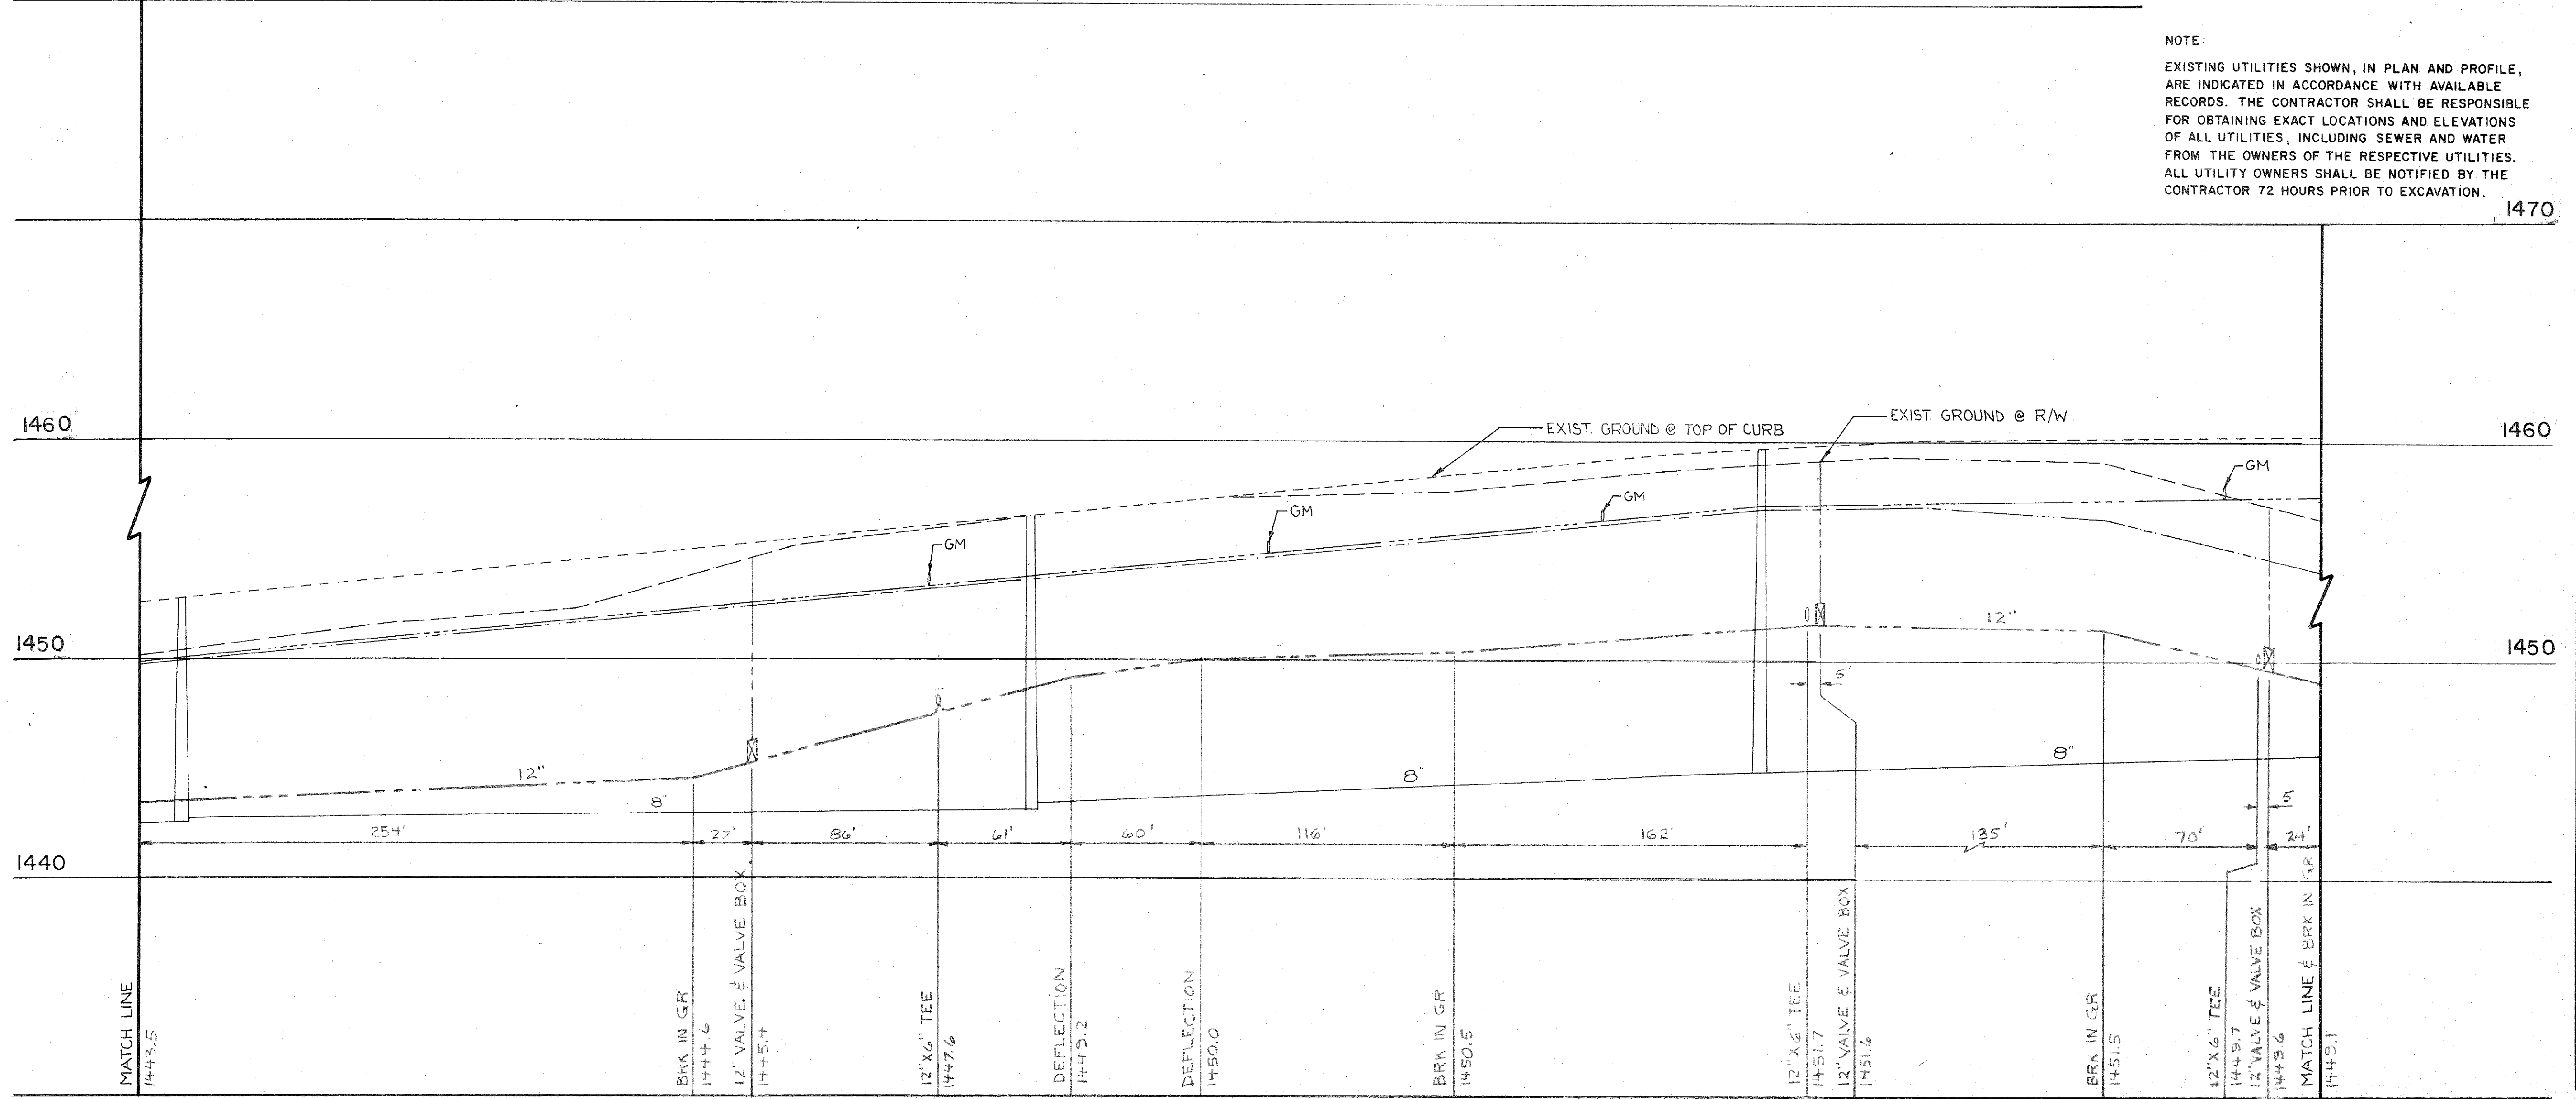 NOTE:
EXISTING UTILITIES SHOWN, IN PLAN AND PROFILE,
ARE INDICATED IN ACCORDANCE WITH AVAILABLE
RECORDS. THE CONTRACTOR SHALL BE RESPONSIBLE
FOR OBTAINING EXACT LOCATIONS AND ELEVATIONS
OF ALL UTILITIES, INCLUDING SEWER AND WATER
FROM THE OWNERS OF THE RESPECTIVE UTILITIES.
ALL UTILITY OWNERS SHALL BE NOTIFIED BY THE
CONTRACTOR 72 HOURS PRIOR TO EXCAVATION.
1470
1460
EXIST. GROUND @ TOP OF CURB
EXIST. GROUND @ R/W
1460
GM
GM
GM
GM
1450
12"
1450
5'
12"
8"
8"
8"
5
254'
27'
86'
61'
60'
116'
162'
135'
70'
24'
1440
MATCH LINE
1443.5
BRK IN GR
1444.6
12" VALVE & VALVE BOX
1445.4
12"X6" TEE
1447.6
DEFLECTION
1449.2
DEFLECTION
1450.0
BRK IN GR
1450.5
12"X6" TEE
1451.7
12" VALVE & VALVE BOX
1451.6
BRK IN GR
1451.5
12"X6" TEE
1449.7
12" VALVE & VALVE BOX
1449.6
MATCH LINE & BRK IN GR
1449.1